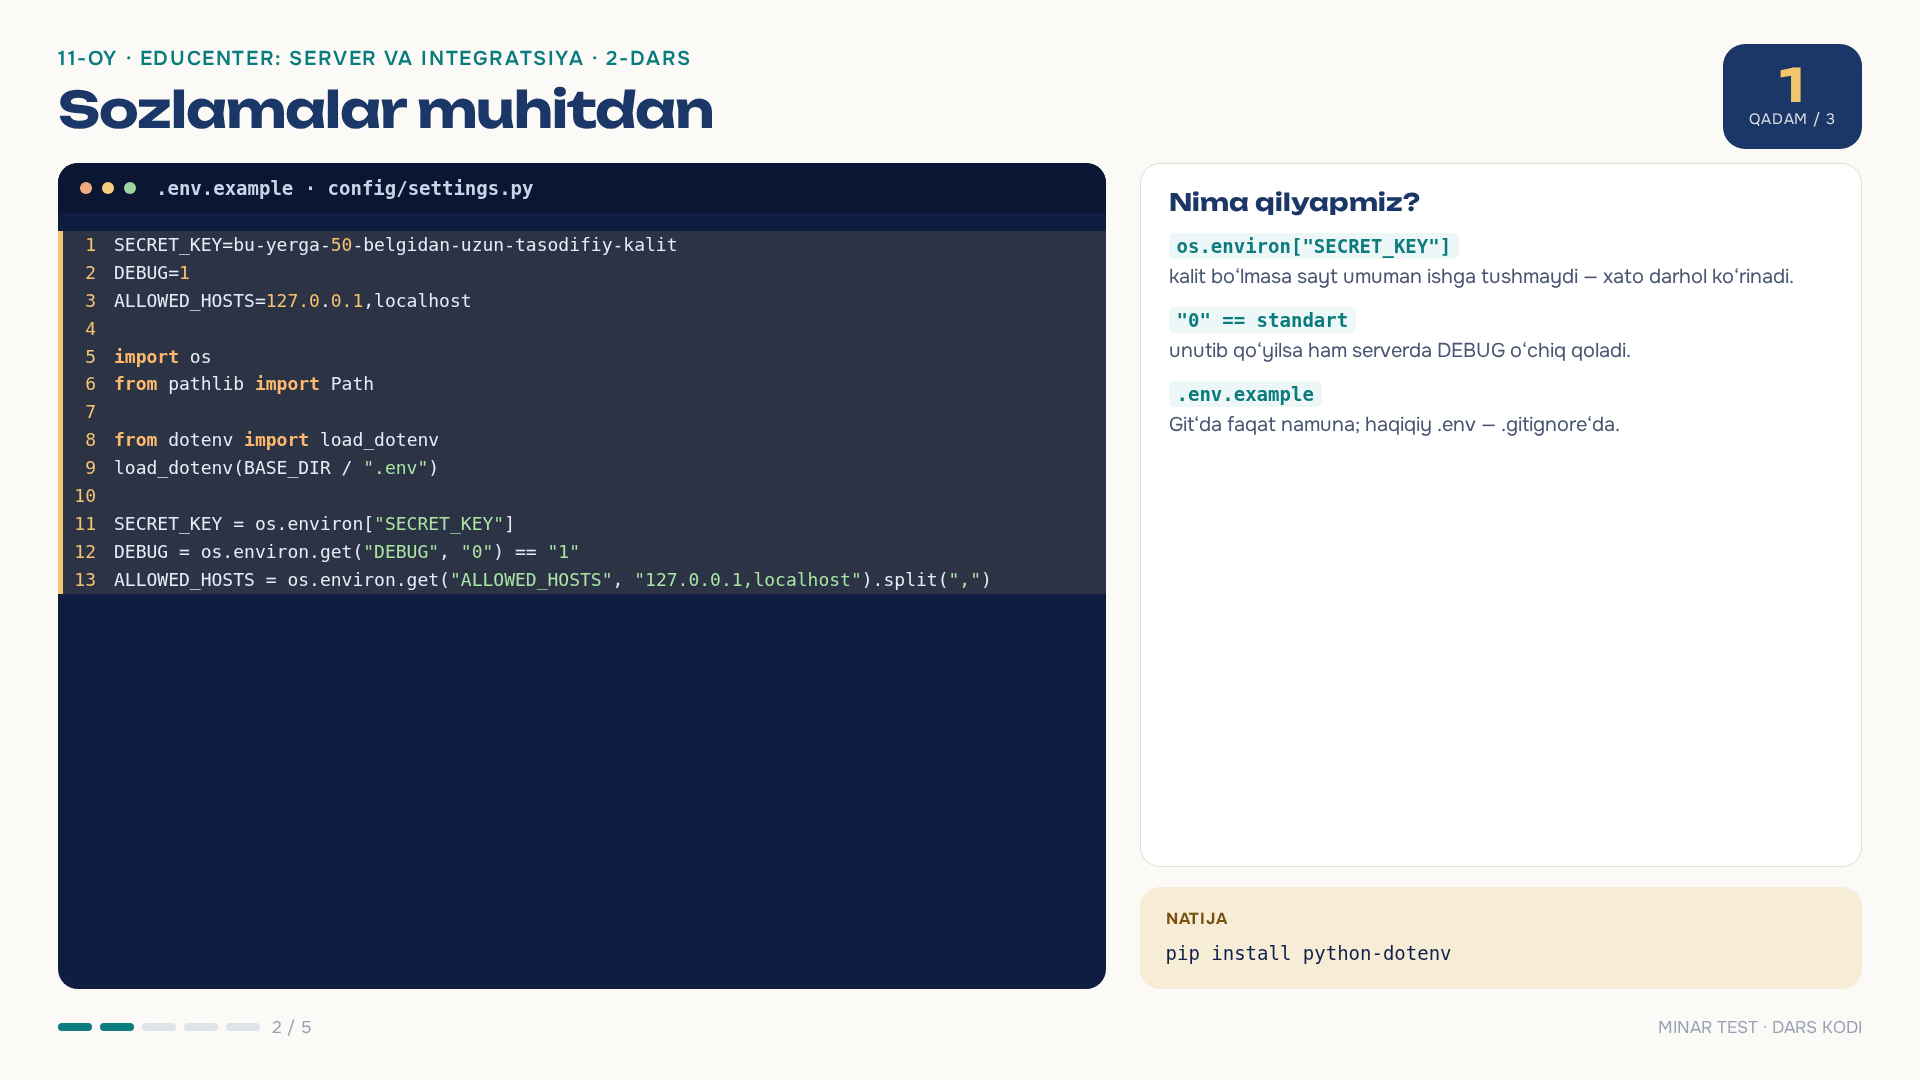 11-OY · EDUCENTER: SERVER VA INTEGRATSIYA · 2-DARS
Sozlamalar muhitdan
1
QADAM / 3
.env.example · config/settings.py
1 SECRET_KEY=bu-yerga-50-belgidan-uzun-tasodifiy-kalit
2 DEBUG=1
3 ALLOWED_HOSTS=127.0.0.1,localhost
4
5 import os
6 from pathlib import Path
7
8 from dotenv import load_dotenv
9 load_dotenv(BASE_DIR / ".env")
10
11 SECRET_KEY = os.environ["SECRET_KEY"]
12 DEBUG = os.environ.get("DEBUG", "0") == "1"
13 ALLOWED_HOSTS = os.environ.get("ALLOWED_HOSTS", "127.0.0.1,localhost").split(",")
Nima qilyapmiz?
os.environ["SECRET_KEY"]
kalit bo‘lmasa sayt umuman ishga tushmaydi — xato darhol ko‘rinadi.
"0" == standart
unutib qo‘yilsa ham serverda DEBUG o‘chiq qoladi.
.env.example
Git‘da faqat namuna; haqiqiy .env — .gitignore‘da.
NATIJA
pip install python-dotenv
2 / 5
MINAR TEST · DARS KODI